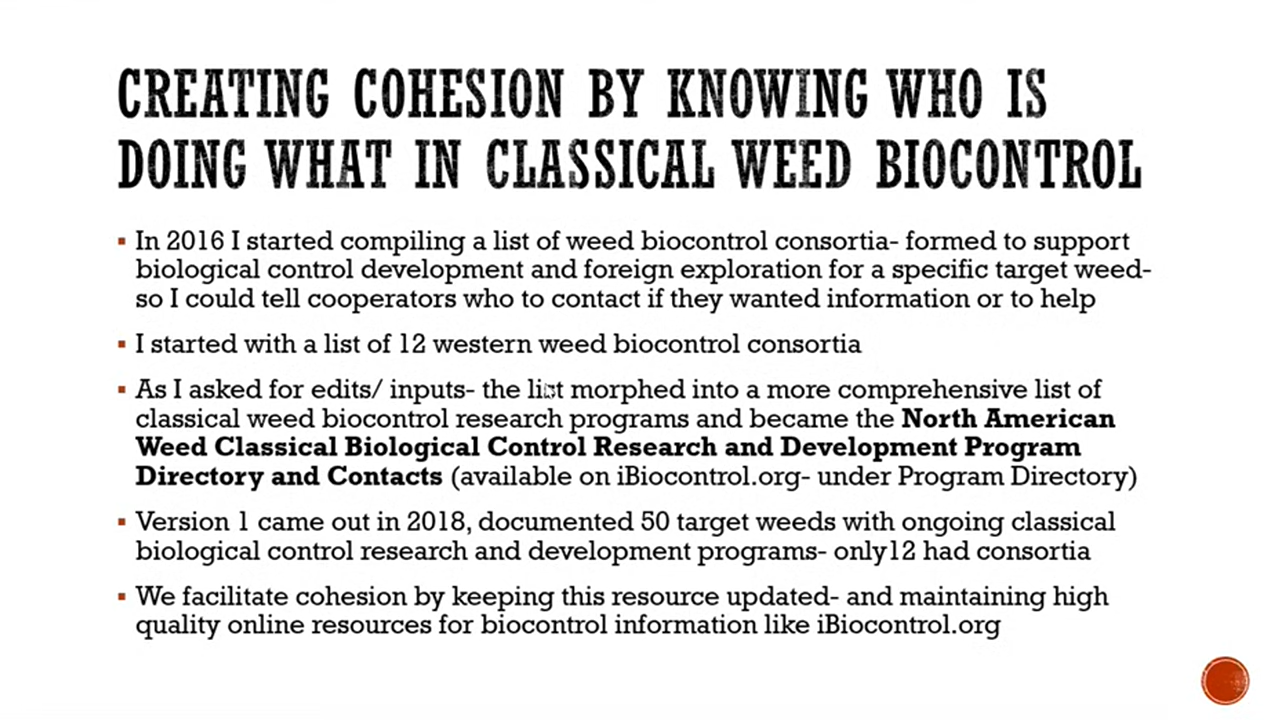 CREATING COHESION BY KNOWING WHO IS
DOING WHAT IN CLASSICAL WEED BIOCONTROL
▪ In 2016 I started compiling a list of weed biocontrol consortia- formed to support
biological control development and foreign exploration for a specific target weed-
so I could tell cooperators who to contact if they wanted information or to help
▪ I started with a list of 12 western weed biocontrol consortia
▪ As I asked for edits/ inputs- the list morphed into a more comprehensive list of
classical weed biocontrol research programs and became the North American
Weed Classical Biological Control Research and Development Program
Directory and Contacts (available on iBiocontrol.org- under Program Directory)
▪ Version 1 came out in 2018, documented 50 target weeds with ongoing classical
biological control research and development programs- only12 had consortia
▪ We facilitate cohesion by keeping this resource updated- and maintaining high
quality online resources for biocontrol information like iBiocontrol.org